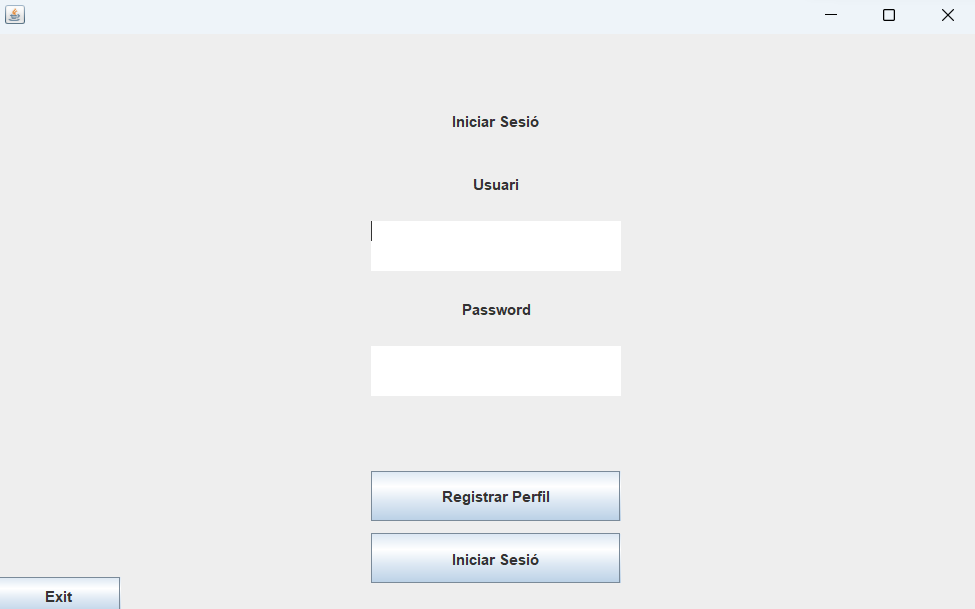 Iniciar Sesió
Usuari
Password
Registrar Perfil
Iniciar Sesió
Exit